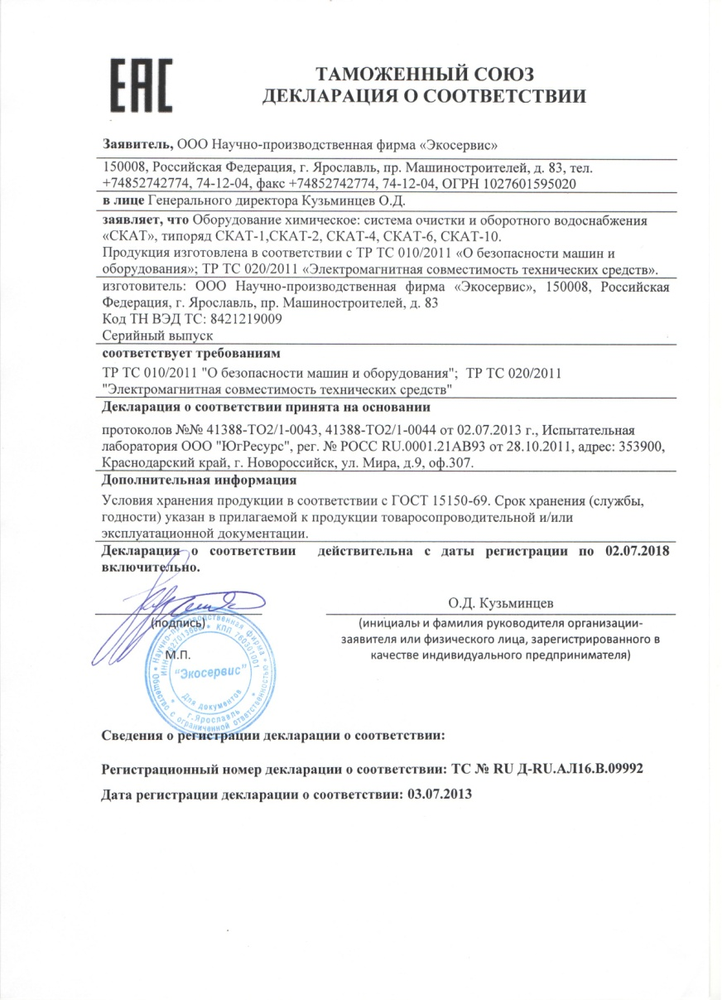 EAC
ТАМОЖЕННЫЙ СОЮЗ
ДЕКЛАРАЦИЯ О СООТВЕТСТВИИ
Заявитель, ООО Научно-производственная фирма «Экосервис»
150008, Российская Федерация, г. Ярославль, пр. Машиностроителей, д. 83, тел.
+74852742774, 74-12-04, факс +74852742774, 74-12-04, ОГРН 1027601595020
в лице Генерального директора Кузьминцев О.Д.
заявляет, что Оборудование химическое: система очистки и оборотного водоснабжения
«СКАТ», типоряд СКАТ-1,СКАТ-2, СКАТ-4, СКАТ-6, СКАТ-10.
Продукция изготовлена в соответствии с ТР ТС 010/2011 «О безопасности машин и
оборудования»; ТР ТС 020/2011 «Электромагнитная совместимость технических средств».
изготовитель: ООО Научно-производственная фирма «Экосервис», 150008, Российская
Федерация, г. Ярославль, пр. Машиностроителей, д. 83
Код ТН ВЭД ТС: 8421219009
Серийный выпуск
соответствует требованиям
ТР ТС 010/2011 "О безопасности машин и оборудования"; ТР ТС 020/2011
"Электромагнитная совместимость технических средств"
Декларация о соответствии принята на основании
протоколов №№ 41388-ТО2/1-0043, 41388-ТО2/1-0044 от 02.07.2013 г., Испытательная
лаборатория ООО "ЮгРесурс", рег. № РОСС RU.0001.21АВ93 от 28.10.2011, адрес: 353900,
Краснодарский край, г. Новороссийск, ул. Мира, д.9, оф.307.
Дополнительная информация
Условия хранения продукции в соответствии с ГОСТ 15150-69. Срок хранения (службы,
годности) указан в прилагаемой к продукции товаросопроводительной и/или
эксплуатационной документации.
Декларация о соответствии действительна с даты регистрации по 02.07.2018
включительно.
О.Д. Кузьминцев
(подпись)
(инициалы и фамилия руководителя организации-
заявителя или физического лица, зарегистрированного в
качестве индивидуального предпринимателя)
М.П.
Общество с ограниченной ответственностью
Научно-производственная фирма
КПП 760301001
"Экосервис"
Для документов
г.Ярославль
Сведения о регистрации декларации о соответствии:
Регистрационный номер декларации о соответствии: ТС № RU Д-RU.АЛ16.В.09992
Дата регистрации декларации о соответствии: 03.07.2013